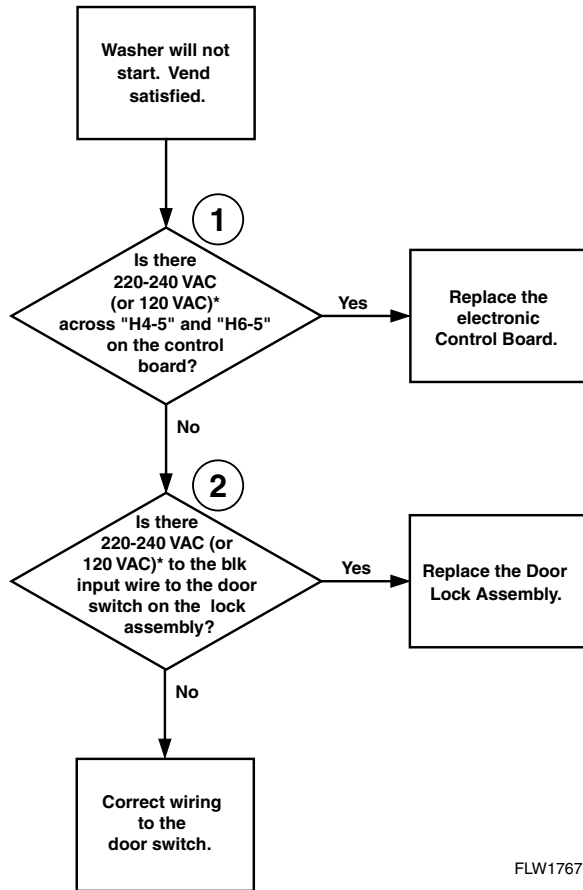 Washer will not
start. Vend
satisfied.
1
Is there
220-240 VAC
(or 120 VAC)*
across "H4-5" and "H6-5"
on the control
board?
Yes
Replace the
electronic
Control Board.
No
2
Is there
220-240 VAC (or
120 VAC)* to the blk
input wire to the door
switch on the lock
assembly?
Yes
Replace the Door
Lock Assembly.
No
Correct wiring
to the
door switch.
FLW1767